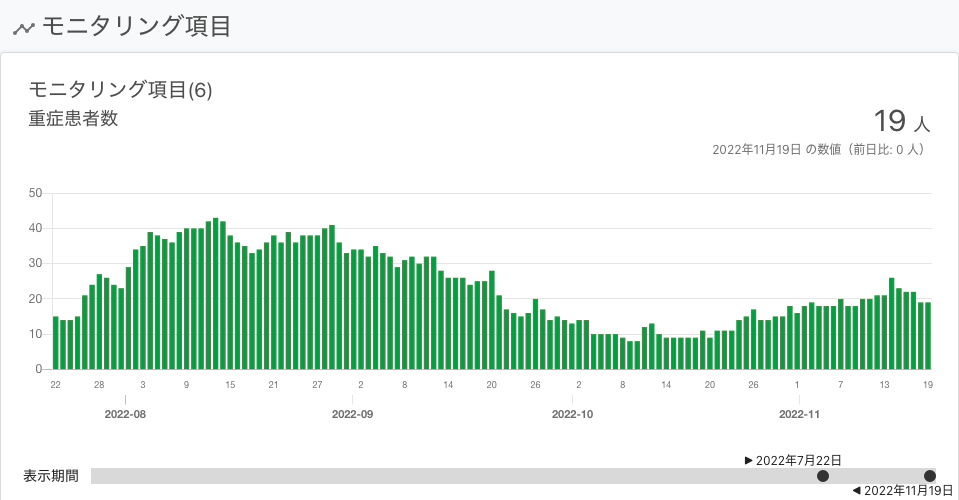 モニタリング項目
モニタリング項目(6)
重症患者数
19 人
2022年11月19日 の数値（前日比: 0 人）
50
40
30
20
10
0
22 28 3 9 15 21 27 2 8 14 20 26 2 8 14 20 26 1 7 13 19
2022-08 2022-09 2022-10 2022-11
▶ 2022年7月22日
表示期間
◀ 2022年11月19日